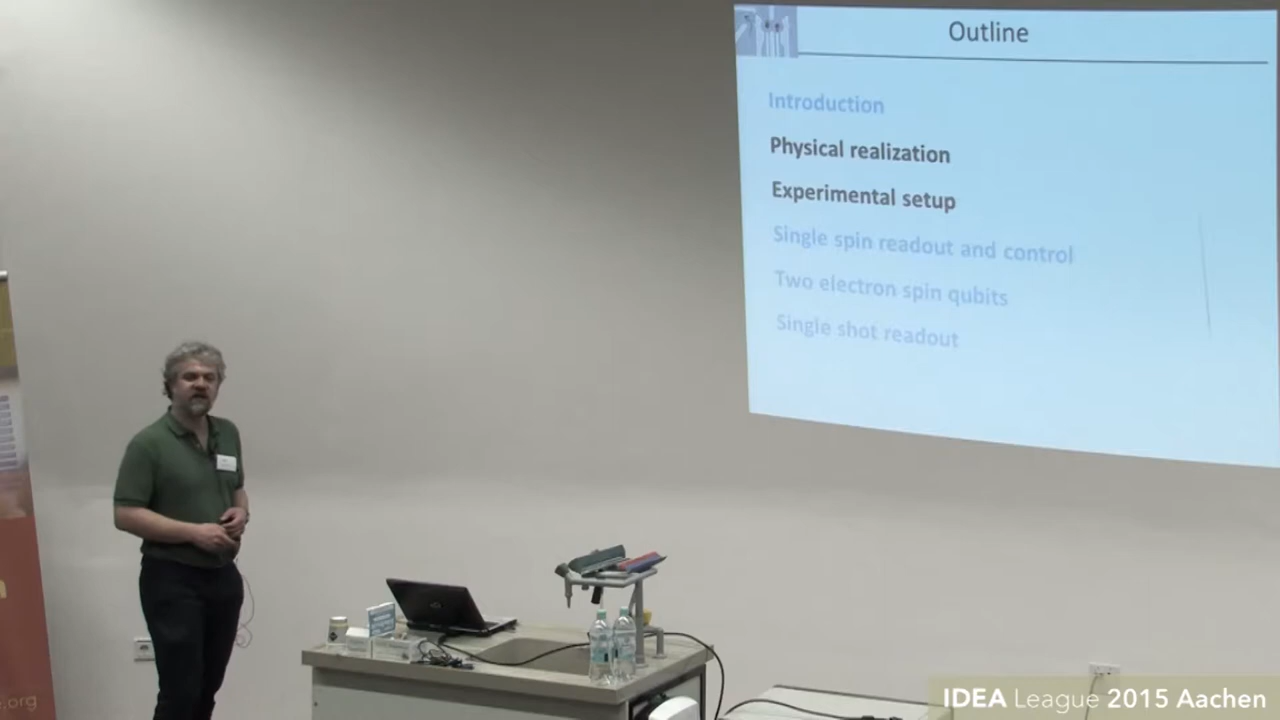 Outline
Introduction
Physical realization
Experimental setup
Single spin readout and control
Two electron spin qubits
Single shot readout
.org
IDEA League 2015 Aachen